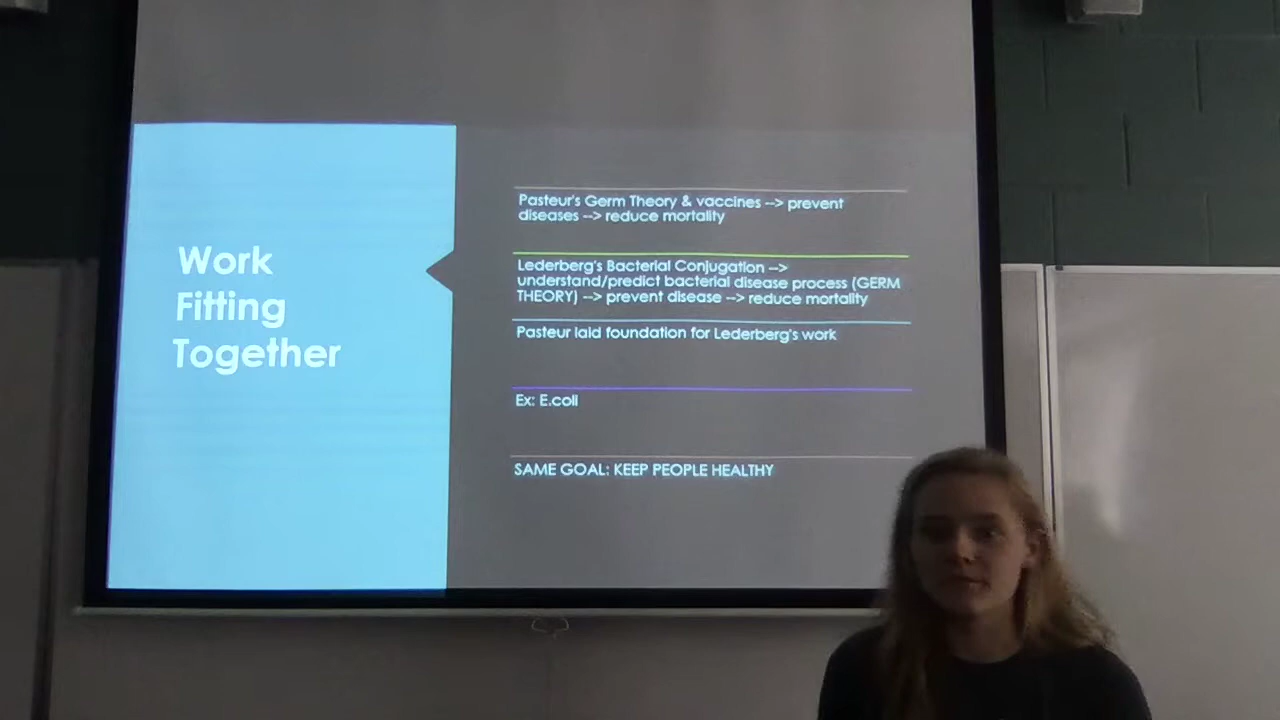 Work
Fitting
Together
Pasteur's Germ Theory & vaccines --> prevent
diseases --> reduce mortality
Lederberg's Bacterial Conjugation -->
understand/predict bacterial disease process (GERM
THEORY) --> prevent disease --> reduce mortality
Pasteur laid foundation for Lederberg's work
Ex: E.coli
SAME GOAL: KEEP PEOPLE HEALTHY